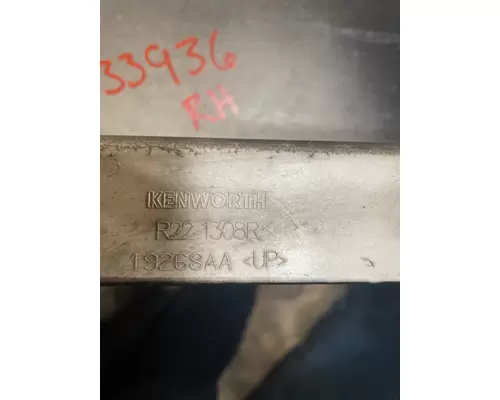 33936
RH
KENWORTH
R22-1308R
19268AA <UP>